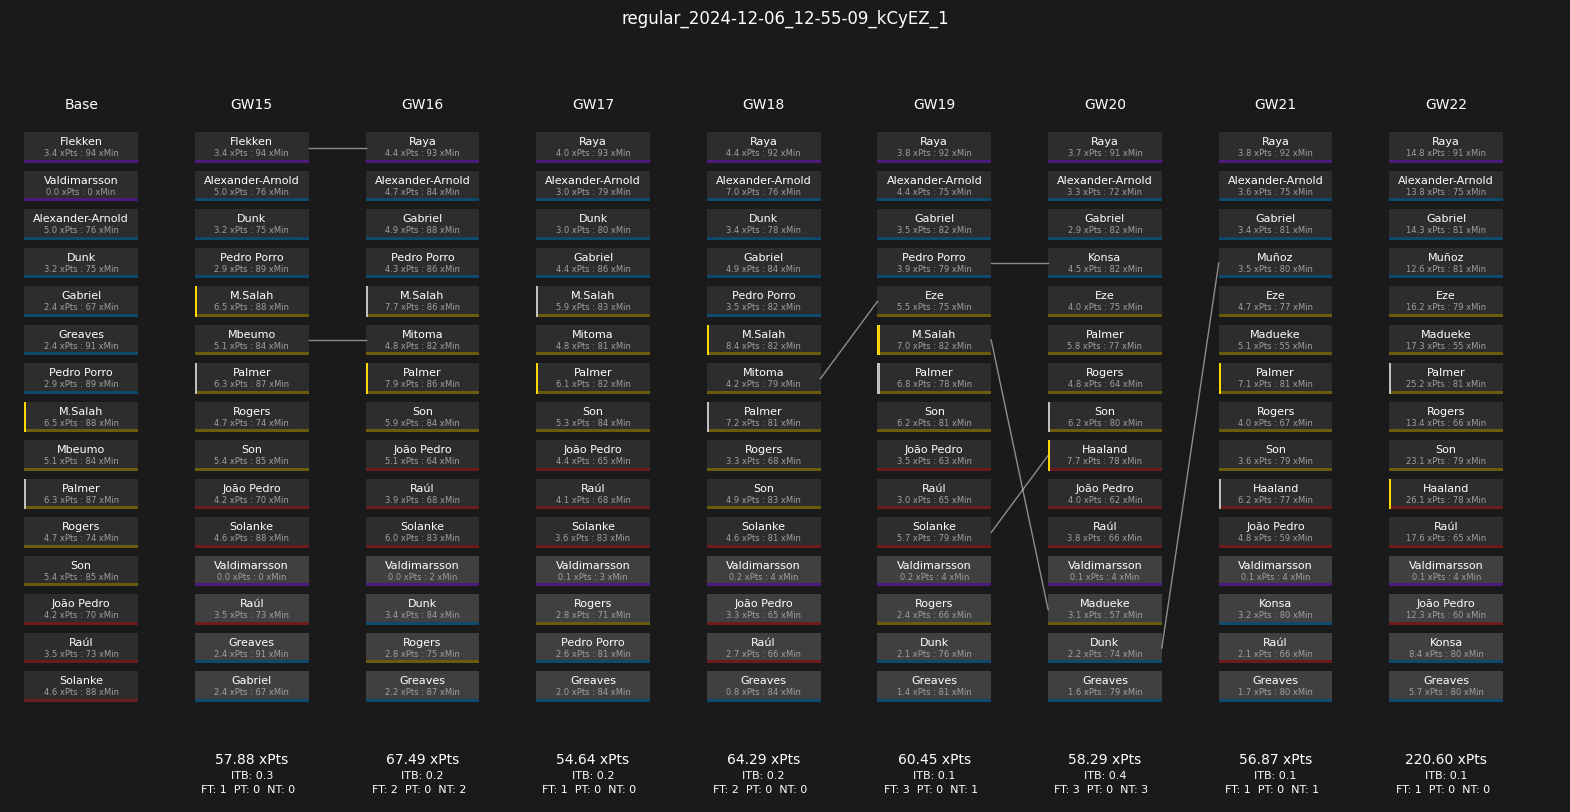 regular_2024-12-06_12-55-09_kCyEZ_1
Base
Flekken
3.4 xPts : 94 xMin
Valdimarsson
0.0 xPts : 0 xMin
Alexander-Arnold
5.0 xPts : 76 xMin
Dunk
3.2 xPts : 75 xMin
Gabriel
2.4 xPts : 67 xMin
Greaves
2.4 xPts : 91 xMin
Pedro Porro
2.9 xPts : 89 xMin
M.Salah
6.5 xPts : 88 xMin
Mbeumo
5.1 xPts : 84 xMin
Palmer
6.3 xPts : 87 xMin
Rogers
4.7 xPts : 74 xMin
Son
5.4 xPts : 85 xMin
João Pedro
4.2 xPts : 70 xMin
Raúl
3.5 xPts : 73 xMin
Solanke
4.6 xPts : 88 xMin
GW15
Flekken
3.4 xPts : 94 xMin
Alexander-Arnold
5.0 xPts : 76 xMin
Dunk
3.2 xPts : 75 xMin
Pedro Porro
2.9 xPts : 89 xMin
M.Salah
6.5 xPts : 88 xMin
Mbeumo
5.1 xPts : 84 xMin
Palmer
6.3 xPts : 87 xMin
Rogers
4.7 xPts : 74 xMin
Son
5.4 xPts : 85 xMin
João Pedro
4.2 xPts : 70 xMin
Solanke
4.6 xPts : 88 xMin
Valdimarsson
0.0 xPts : 0 xMin
Raúl
3.5 xPts : 73 xMin
Greaves
2.4 xPts : 91 xMin
Gabriel
2.4 xPts : 67 xMin
57.88 xPts
ITB: 0.3
FT: 1 PT: 0 NT: 0
GW16
Raya
4.4 xPts : 93 xMin
Alexander-Arnold
4.7 xPts : 84 xMin
Gabriel
4.9 xPts : 88 xMin
Pedro Porro
4.3 xPts : 86 xMin
M.Salah
7.7 xPts : 86 xMin
Mitoma
4.8 xPts : 82 xMin
Palmer
7.9 xPts : 86 xMin
Son
5.9 xPts : 84 xMin
João Pedro
5.1 xPts : 64 xMin
Raúl
3.9 xPts : 68 xMin
Solanke
6.0 xPts : 83 xMin
Valdimarsson
0.0 xPts : 2 xMin
Dunk
3.4 xPts : 84 xMin
Rogers
2.8 xPts : 75 xMin
Greaves
2.2 xPts : 87 xMin
67.49 xPts
ITB: 0.2
FT: 2 PT: 0 NT: 2
GW17
Raya
4.0 xPts : 93 xMin
Alexander-Arnold
3.0 xPts : 79 xMin
Dunk
3.0 xPts : 80 xMin
Gabriel
4.4 xPts : 86 xMin
M.Salah
5.9 xPts : 83 xMin
Mitoma
4.8 xPts : 81 xMin
Palmer
6.1 xPts : 82 xMin
Son
5.3 xPts : 84 xMin
João Pedro
4.4 xPts : 65 xMin
Raúl
4.1 xPts : 68 xMin
Solanke
3.6 xPts : 83 xMin
Valdimarsson
0.1 xPts : 3 xMin
Rogers
2.8 xPts : 71 xMin
Pedro Porro
2.6 xPts : 81 xMin
Greaves
2.0 xPts : 84 xMin
54.64 xPts
ITB: 0.2
FT: 1 PT: 0 NT: 0
GW18
Raya
4.4 xPts : 92 xMin
Alexander-Arnold
7.0 xPts : 76 xMin
Dunk
3.4 xPts : 78 xMin
Gabriel
4.9 xPts : 84 xMin
Pedro Porro
3.5 xPts : 82 xMin
M.Salah
8.4 xPts : 82 xMin
Mitoma
4.2 xPts : 79 xMin
Palmer
7.2 xPts : 81 xMin
Rogers
3.3 xPts : 68 xMin
Son
4.9 xPts : 83 xMin
Solanke
4.6 xPts : 81 xMin
Valdimarsson
0.2 xPts : 4 xMin
João Pedro
3.3 xPts : 65 xMin
Raúl
2.7 xPts : 66 xMin
Greaves
0.8 xPts : 84 xMin
64.29 xPts
ITB: 0.2
FT: 2 PT: 0 NT: 0
GW19
Raya
3.8 xPts : 92 xMin
Alexander-Arnold
4.4 xPts : 75 xMin
Gabriel
3.5 xPts : 82 xMin
Pedro Porro
3.9 xPts : 79 xMin
Eze
5.5 xPts : 75 xMin
M.Salah
7.0 xPts : 82 xMin
Palmer
6.8 xPts : 78 xMin
Son
6.2 xPts : 81 xMin
João Pedro
3.5 xPts : 63 xMin
Raúl
3.0 xPts : 65 xMin
Solanke
5.7 xPts : 79 xMin
Valdimarsson
0.2 xPts : 4 xMin
Rogers
2.4 xPts : 66 xMin
Dunk
2.1 xPts : 76 xMin
Greaves
1.4 xPts : 81 xMin
60.45 xPts
ITB: 0.1
FT: 3 PT: 0 NT: 1
GW20
Raya
3.7 xPts : 91 xMin
Alexander-Arnold
3.3 xPts : 72 xMin
Gabriel
2.9 xPts : 82 xMin
Konsa
4.5 xPts : 82 xMin
Eze
4.0 xPts : 75 xMin
Palmer
5.8 xPts : 77 xMin
Rogers
4.8 xPts : 64 xMin
Son
6.2 xPts : 80 xMin
Haaland
7.7 xPts : 78 xMin
João Pedro
4.0 xPts : 62 xMin
Raúl
3.8 xPts : 66 xMin
Valdimarsson
0.1 xPts : 4 xMin
Madueke
3.1 xPts : 57 xMin
Dunk
2.2 xPts : 74 xMin
Greaves
1.6 xPts : 79 xMin
58.29 xPts
ITB: 0.4
FT: 3 PT: 0 NT: 3
GW21
Raya
3.8 xPts : 92 xMin
Alexander-Arnold
3.6 xPts : 75 xMin
Gabriel
3.4 xPts : 81 xMin
Muñoz
3.5 xPts : 80 xMin
Eze
4.7 xPts : 77 xMin
Madueke
5.1 xPts : 55 xMin
Palmer
7.1 xPts : 81 xMin
Rogers
4.0 xPts : 67 xMin
Son
3.6 xPts : 79 xMin
Haaland
6.2 xPts : 77 xMin
João Pedro
4.8 xPts : 59 xMin
Valdimarsson
0.1 xPts : 4 xMin
Konsa
3.2 xPts : 80 xMin
Raúl
2.1 xPts : 66 xMin
Greaves
1.7 xPts : 80 xMin
56.87 xPts
ITB: 0.1
FT: 1 PT: 0 NT: 1
GW22
Raya
14.8 xPts : 91 xMin
Alexander-Arnold
13.8 xPts : 75 xMin
Gabriel
14.3 xPts : 81 xMin
Muñoz
12.6 xPts : 81 xMin
Eze
16.2 xPts : 79 xMin
Madueke
17.3 xPts : 55 xMin
Palmer
25.2 xPts : 81 xMin
Rogers
13.4 xPts : 66 xMin
Son
23.1 xPts : 79 xMin
Haaland
26.1 xPts : 78 xMin
Raúl
17.6 xPts : 65 xMin
Valdimarsson
0.1 xPts : 4 xMin
João Pedro
12.3 xPts : 60 xMin
Konsa
8.4 xPts : 80 xMin
Greaves
5.7 xPts : 80 xMin
220.60 xPts
ITB: 0.1
FT: 1 PT: 0 NT: 0